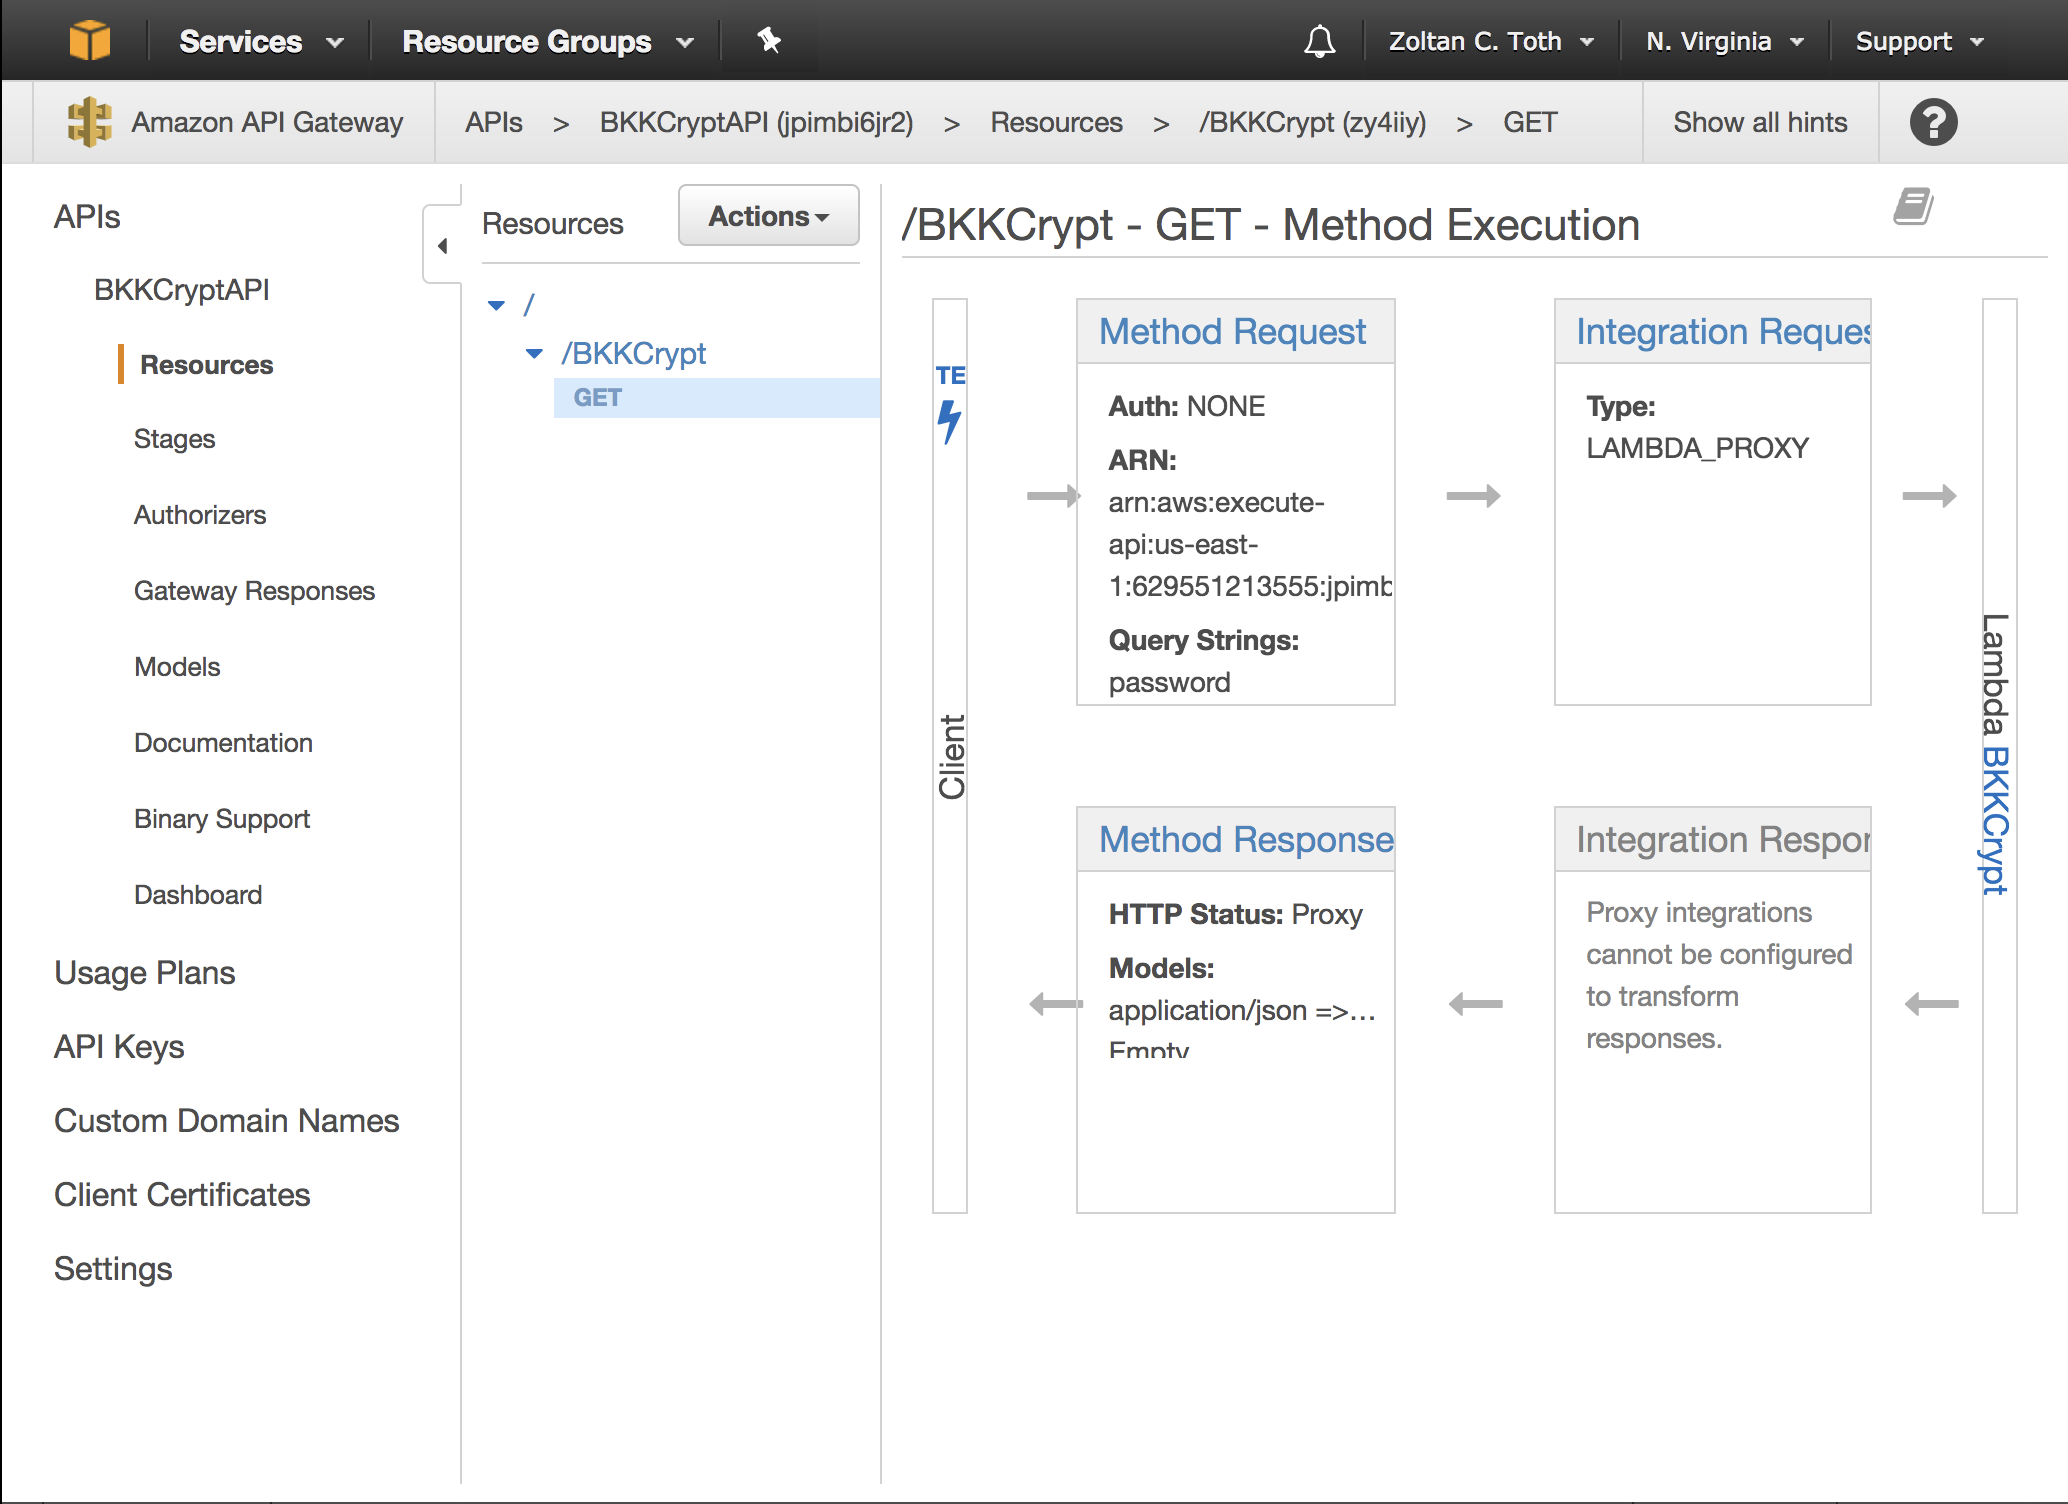 Services
Resource Groups
Zoltan C. Toth
N. Virginia
Support
Amazon API Gateway
APIs > BKKCryptAPI (jpimbi6jr2) > Resources > /BKKCrypt (zy4iiy) > GET
Show all hints
?
APIs
BKKCryptAPI
Resources
Stages
Authorizers
Gateway Responses
Models
Documentation
Binary Support
Dashboard
Usage Plans
API Keys
Custom Domain Names
Client Certificates
Settings
Resources
Actions
/
/BKKCrypt
GET
/BKKCrypt - GET - Method Execution
TE
Client
Method Request
Auth: NONE
ARN:
arn:aws:execute-
api:us-east-
1:629551213555:jpimb
Query Strings:
password
Integration Reques
Type:
LAMBDA_PROXY
Lambda BKKCrypt
Method Response
HTTP Status: Proxy
Models:
application/json =>...
Empty
Integration Respon
Proxy integrations
cannot be configured
to transform
responses.